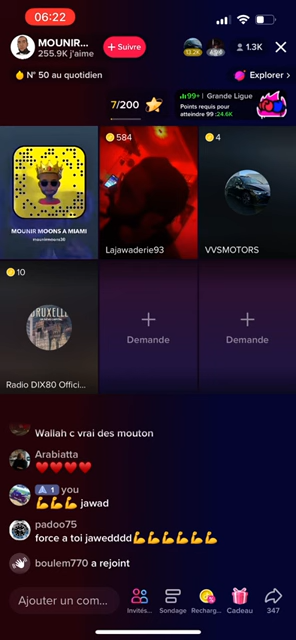 06:22
MOUNIR...
255.9K j'aime
+ Suivre
1.3K
N° 50 au quotidien
Explorer >
7/200
99+ | Grande Ligue
Points requis pour
atteindre 99 :24.6K
584
4
MOUNIR MOONS A MIAMI
Lajawaderie93
VVSMOTORS
10
BRUXELL
Radio DIX80 Offici...
Demande
Demande
Wallah c vrai des mouton
Arabiatta
❤️❤️❤️❤️
A 1 you
💪💪💪 jawad
padoo75
force a toi jawedddd💪💪💪💪💪💪
boulem770 a rejoint
Ajouter un com...
Invités...
Sondage
Recharg...
Cadeau
347